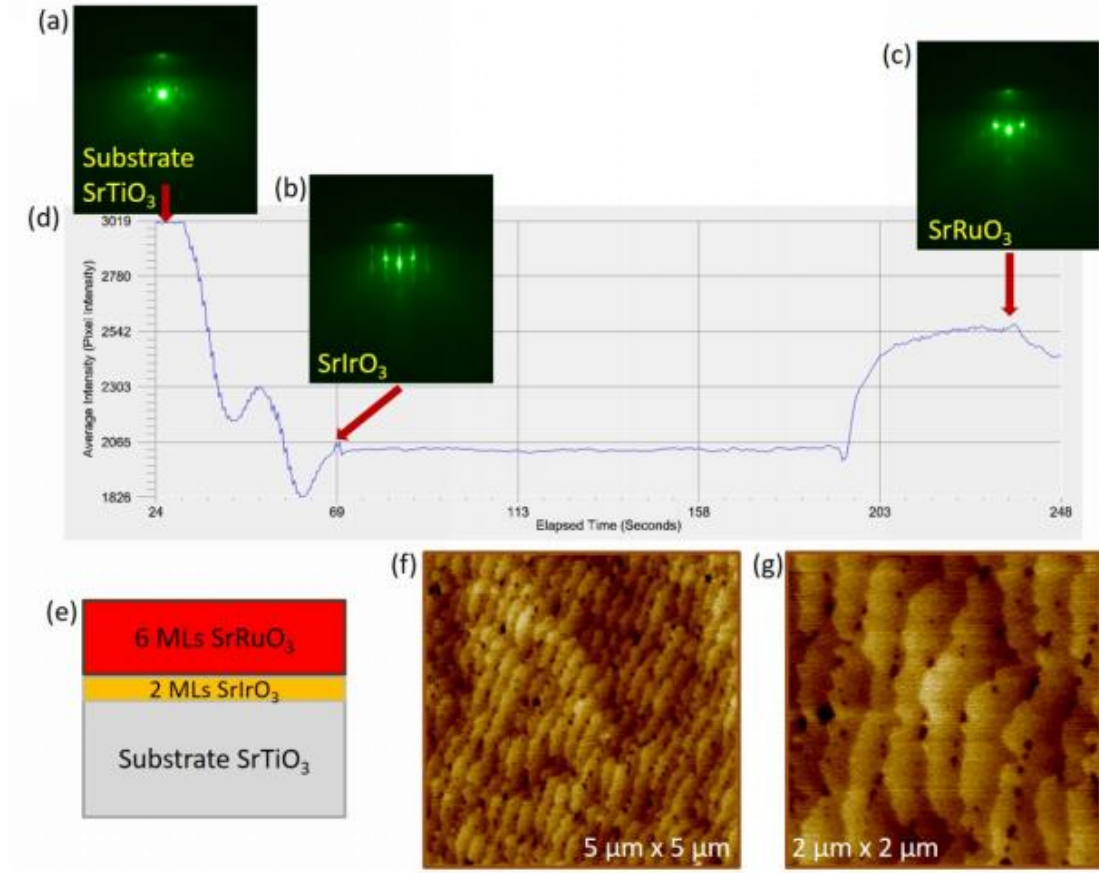 (a)
Substrate
SrTiO₃
(b)
SrIrO₃
(c)
SrRuO₃
(d)
3019
2780
2542
2303
2065
1826
Average Intensity (Pixel Intensity)
24 69 113 158 203 248
Elapsed Time (Seconds)
(e)
6 MLs SrRuO₃
2 MLs SrIrO₃
Substrate SrTiO₃
(f)
5 µm x 5 µm
(g)
2 µm x 2 µm